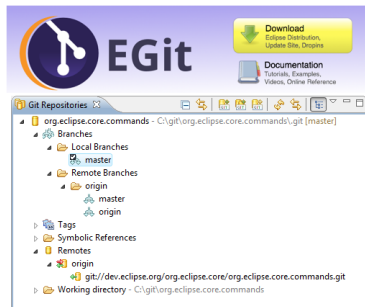 EGit
Download
Eclipse Distribution,
Update Site, Dropins
Documentation
Tutorials, Examples,
Videos, Online Reference
Git Repositories
org.eclipse.core.commands - C:\git\org.eclipse.core.commands\.git [master]
Branches
Local Branches
master
Remote Branches
origin
master
origin
Tags
Symbolic References
Remotes
origin
git://dev.eclipse.org/org.eclipse.core/org.eclipse.core.commands.git
Working directory - C:\git\org.eclipse.core.commands